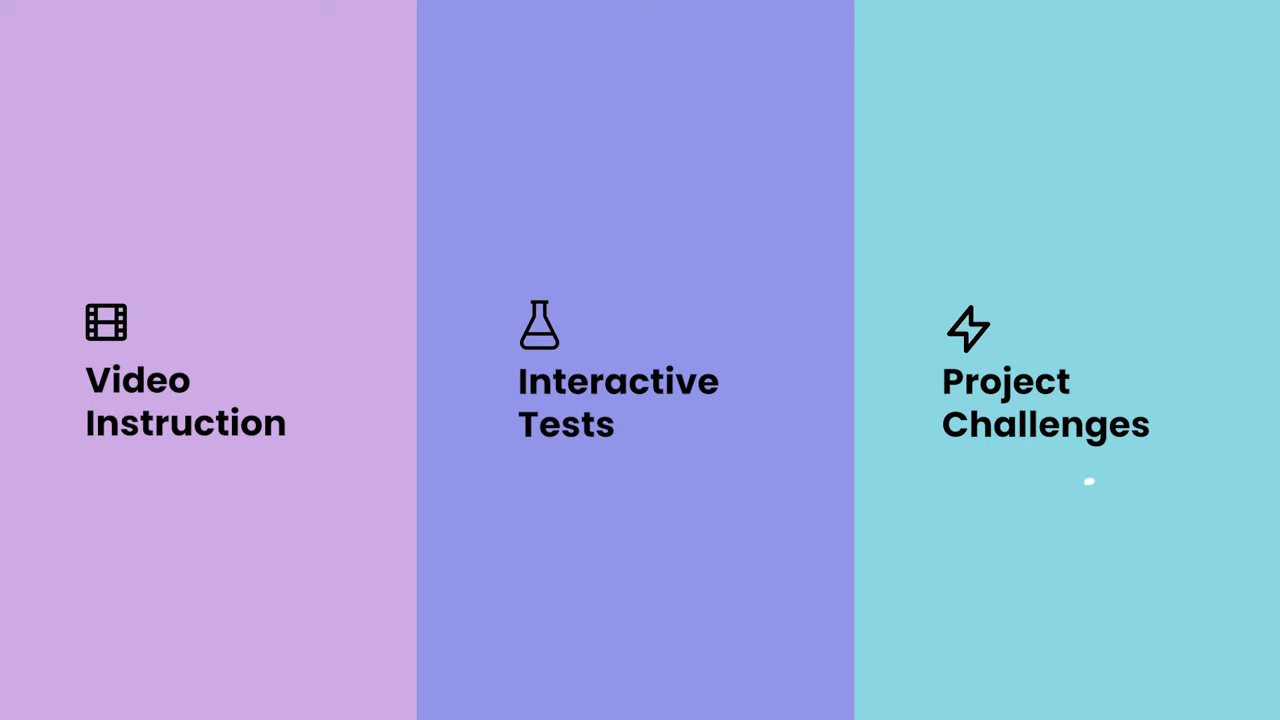 Video
Instruction
Interactive
Tests
Project
Challenges